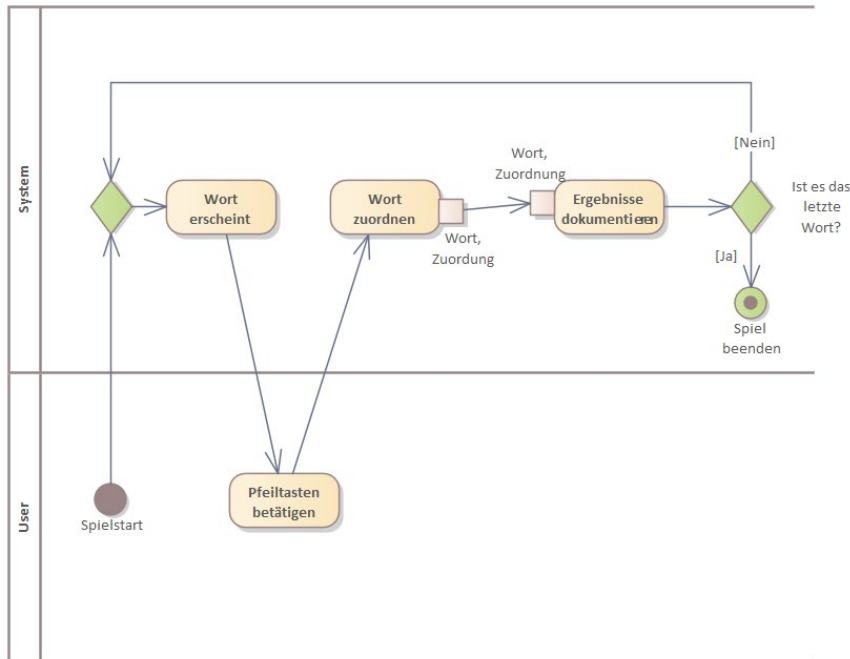 System
[Nein]
Wort,
Zuordnung
Wort
erscheint
Wort
zuordnen
Ergebnisse
dokumentieren
Ist es das
letzte
Wort?
Wort,
Zuordung
[Ja]
Spiel
beenden
User
Pfeiltasten
betätigen
Spielstart